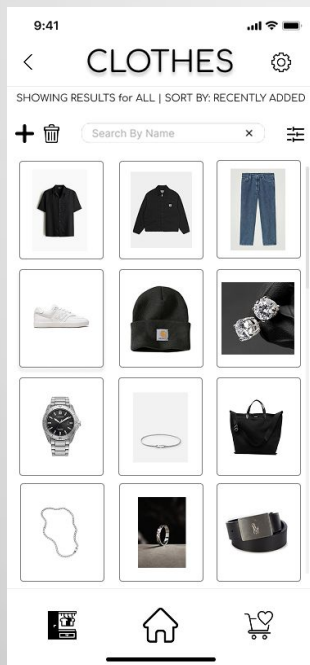 9:41
CLOTHES
SHOWING RESULTS for ALL | SORT BY: RECENTLY ADDED
Search By Name